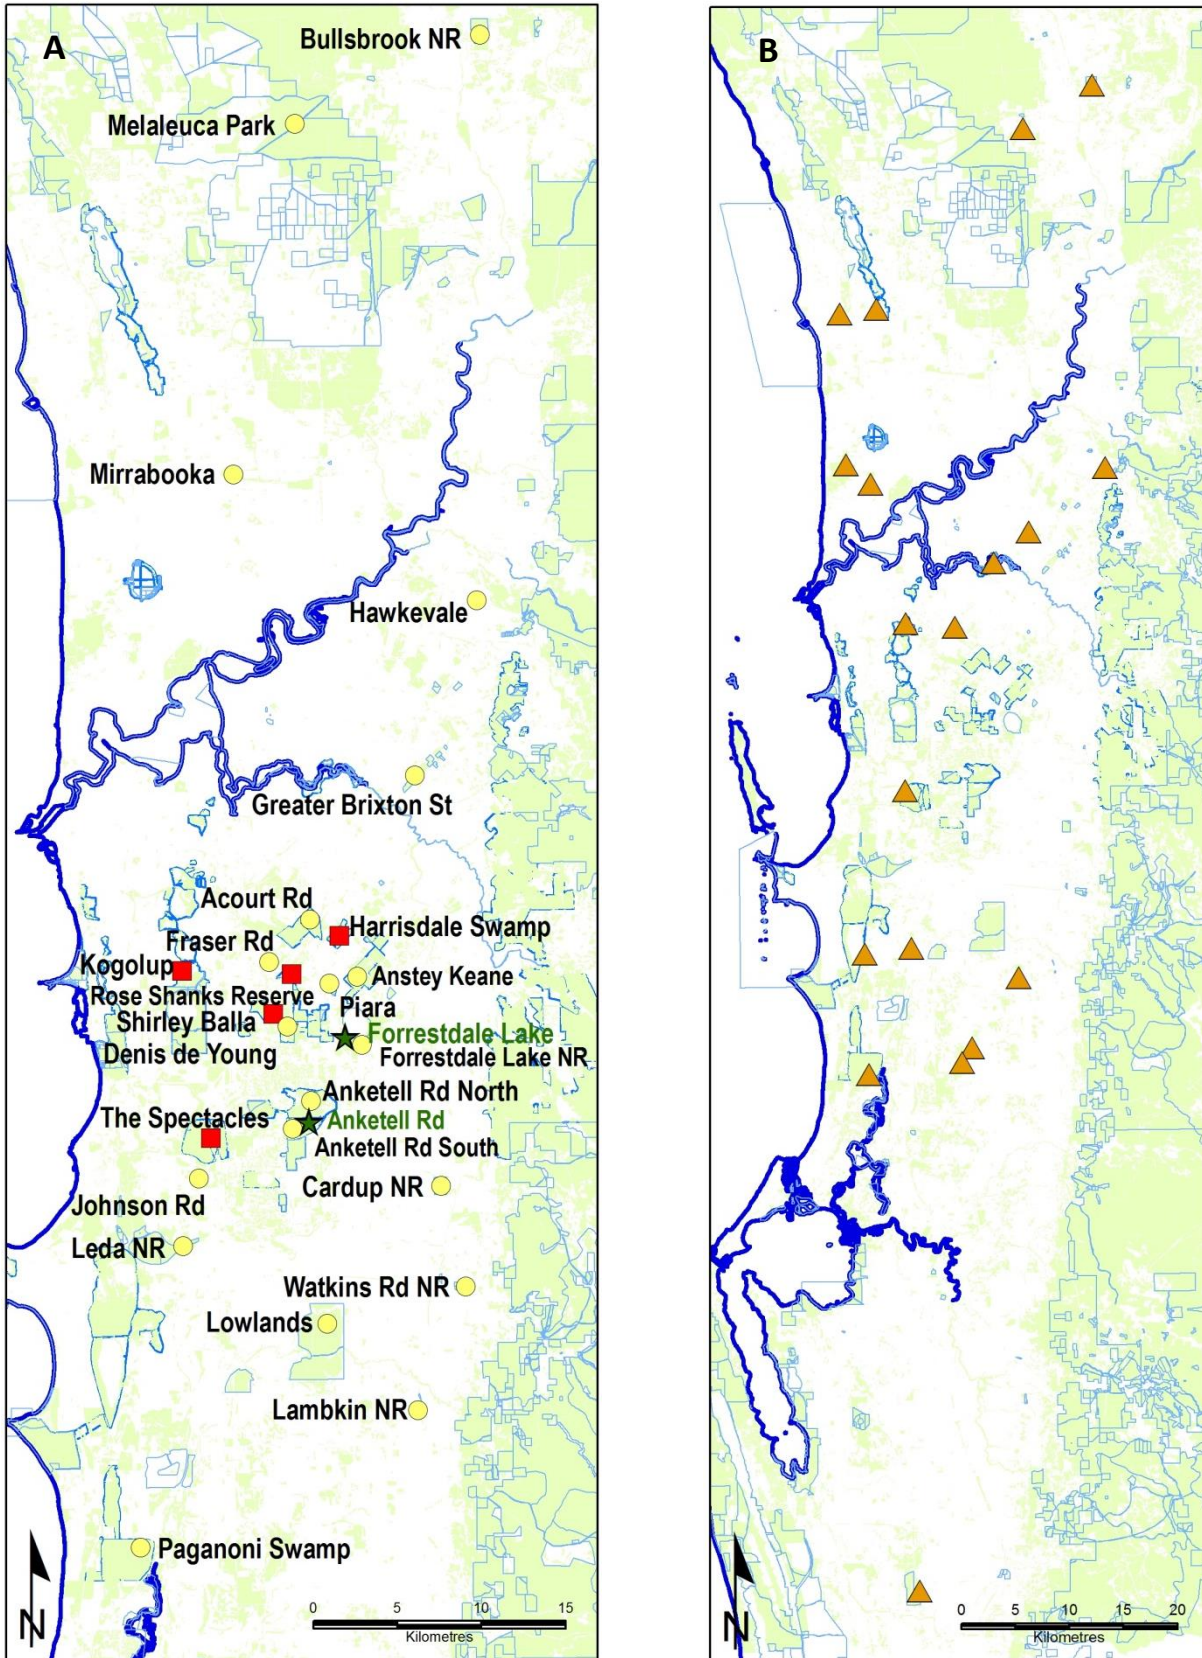 A
Bullsbrook NR
Melaleuca Park
Mirrabooka
Hawkevale
Greater Brixton St
Acourt Rd
Harrisdale Swamp
Fraser Rd
Kogolup
Anstey Keane
Rose Shanks Reserve
Piara
Shirley Balla
Forrestdale Lake
Denis de Young
Forrestdale Lake NR
Anketell Rd North
The Spectacles
Anketell Rd
Anketell Rd South
Cardup NR
Johnson Rd
Leda NR
Watkins Rd NR
Lowlands
Lambkin NR
Paganoni Swamp
N
0 5 10 15
Kilometres
B
N
0 5 10 15 20
Kilometres